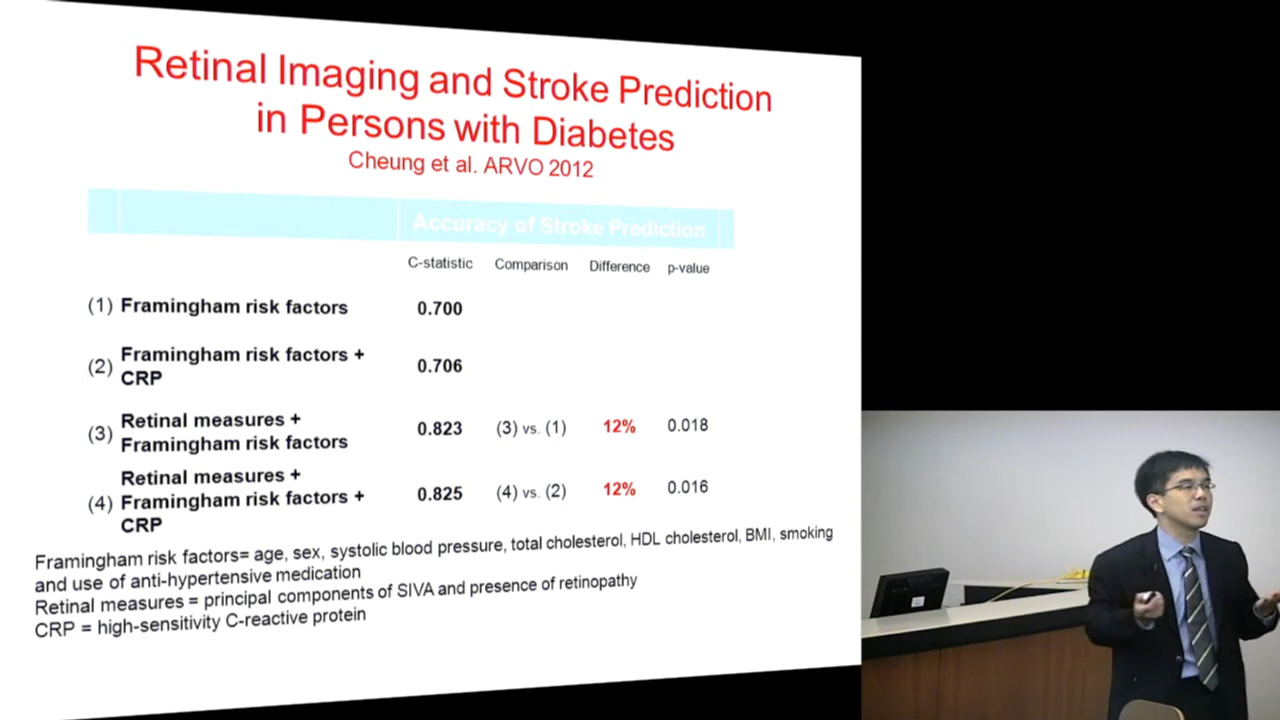 Retinal Imaging and Stroke Prediction
in Persons with Diabetes
Cheung et al. ARVO 2012
Accuracy of Stroke Prediction
C-statistic Comparison Difference p-value
(1) Framingham risk factors 0.700
(2) Framingham risk factors +
CRP 0.706
(3) Retinal measures +
Framingham risk factors 0.823 (3) vs. (1) 12% 0.018
(4) Retinal measures +
Framingham risk factors +
CRP 0.825 (4) vs. (2) 12% 0.016
Framingham risk factors= age, sex, systolic blood pressure, total cholesterol, HDL cholesterol, BMI, smoking
and use of anti-hypertensive medication
Retinal measures = principal components of SIVA and presence of retinopathy
CRP = high-sensitivity C-reactive protein